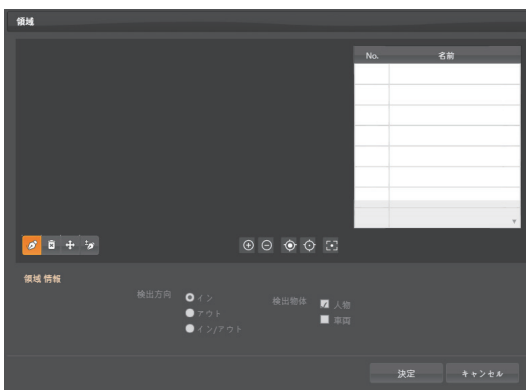 領域
No. 名前
領域 情報
検出方向 イン 検出物体 人物
アウト 車両
イン/アウト
決定 キャンセル